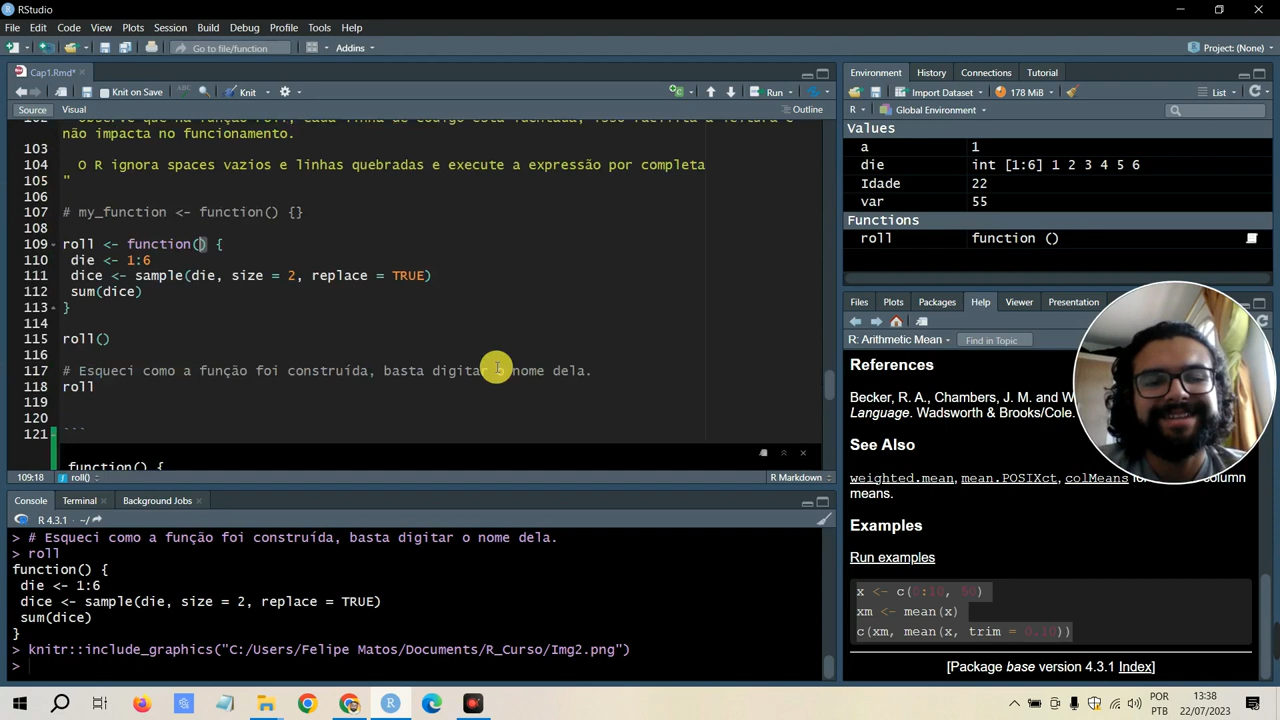 RStudio
File Edit Code View Plots Session Build Debug Profile Tools Help
Go to file/function Addins Project: (None)
Cap1.Rmd*
Knit on Save Knit Run
Source Visual Outline
não impacta no funcionamento.
103
104 O R ignora spaces vazios e linhas quebradas e execute a expressão por completa
105 "
106
107 # my_function <- function() {}
108
109 roll <- function() {
110 die <- 1:6
111 dice <- sample(die, size = 2, replace = TRUE)
112 sum(dice)
113 }
114
115 roll()
116
117 # Esqueci como a função foi construída, basta digitar o nome dela.
118 roll
119
120
121 ```
function() {
109:18 roll() R Markdown
Console Terminal Background Jobs
R 4.3.1 · ~/
> # Esqueci como a função foi construída, basta digitar o nome dela.
> roll
function() {
die <- 1:6
dice <- sample(die, size = 2, replace = TRUE)
sum(dice)
}
> knitr::include_graphics("C:/Users/Felipe Matos/Documents/R_Curso/Img2.png")
>
Environment History Connections Tutorial
Import Dataset 178 MiB List
R Global Environment
Values
a 1
die int [1:6] 1 2 3 4 5 6
Idade 22
var 55
Functions
roll function ()
Files Plots Packages Help Viewer Presentation
R: Arithmetic Mean Find in Topic
References
Becker, R. A., Chambers, J. M. and W
Language. Wadsworth & Brooks/Cole.
See Also
weighted.mean, mean.POSIXct, colMeans column
means.
Examples
Run examples
x <- c(0:10, 50)
xm <- mean(x)
c(xm, mean(x, trim = 0.10))
[Package base version 4.3.1 Index]
POR
PTB
13:38
22/07/2023